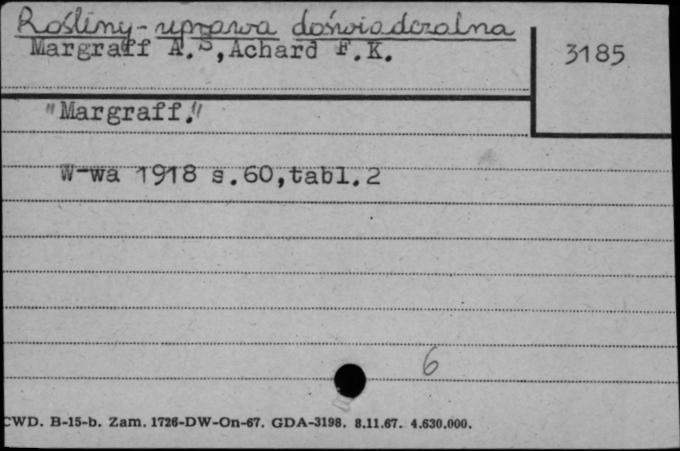 Rośliny - uprawa doświadczalna
Margraff A.S,Achard F.K.
3185
"Margraff."
W-wa 1918 s.60,tabl.2
6
CWD. B-15-b. Zam. 1726-DW-On-67. GDA-3198. 8.11.67. 4.630.000.